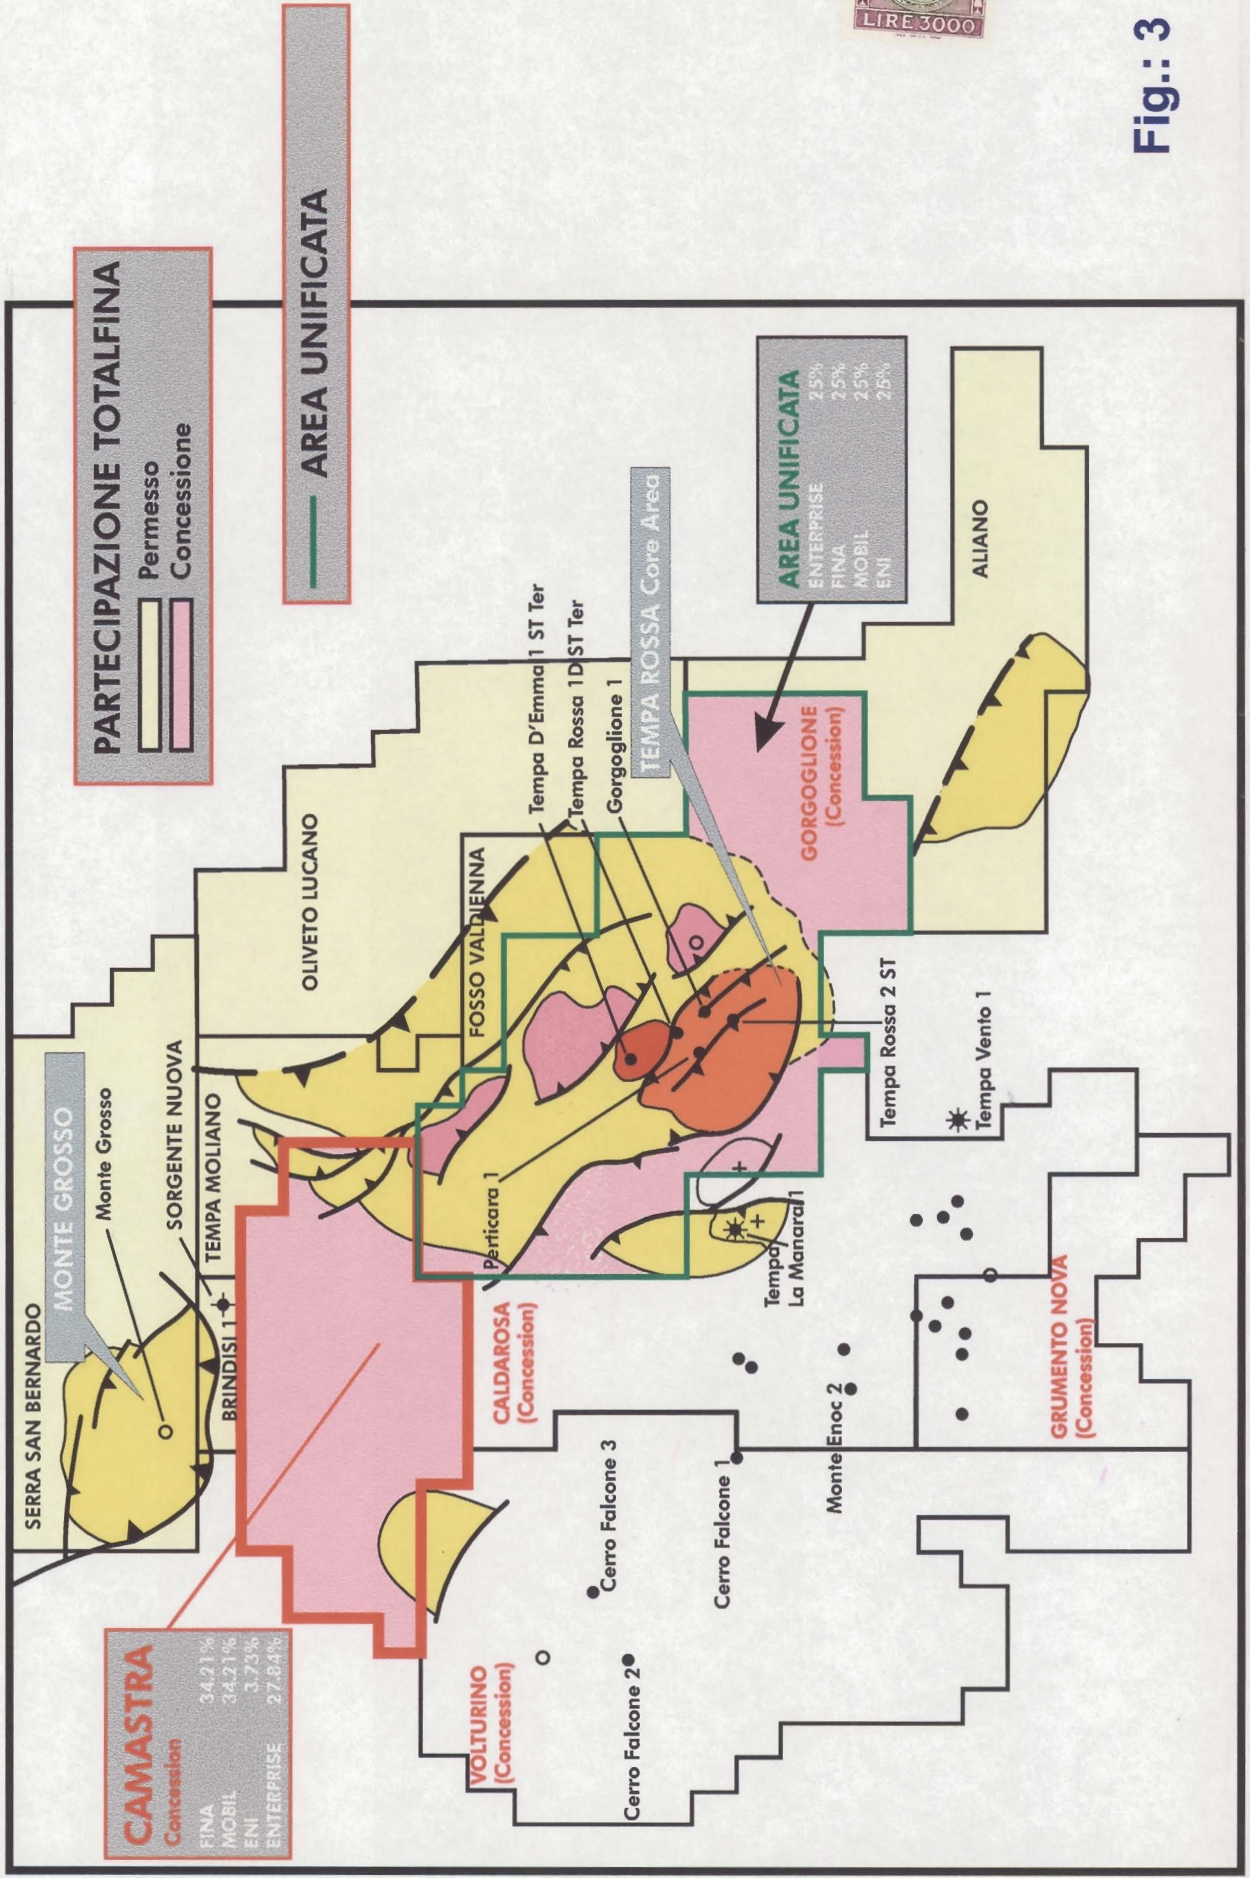 LIRE 3000
Fig.: 3
PARTECIPAZIONE TOTALFINA
Permesso
Concessione
AREA UNIFICATA
CAMASTRA
Concession
FINA 34.21%
MOBIL 34.21%
ENI 3.73%
ENTERPRISE 27.84%
SERRA SAN BERNARDO
MONTE GROSSO
Monte Grosso
SORGENTE NUOVA
TEMPA MOLIANO
BRINDISI 1
OLIVETO LUCANO
FOSSO VALDIENNA
Tempa D'Emma 1 ST Ter
Tempa Rossa 1D ST Ter
Gorgoglione 1
TEMPA ROSSA Core Area
AREA UNIFICATA
ENTERPRISE 25%
FINA 25%
MOBIL 25%
ENI 25%
GORGOGLIONE
(Concession)
ALIANO
Perticara 1
CALDAROSA
(Concession)
VOLTURINO
(Concession)
Cerro Falcone 3
Cerro Falcone 2
Cerro Falcone 1
Monte Enoc 2
Tempa
La Manara 1
Tempa Rossa 2 ST
Tempa Vento 1
GRUMENTO NOVA
(Concession)